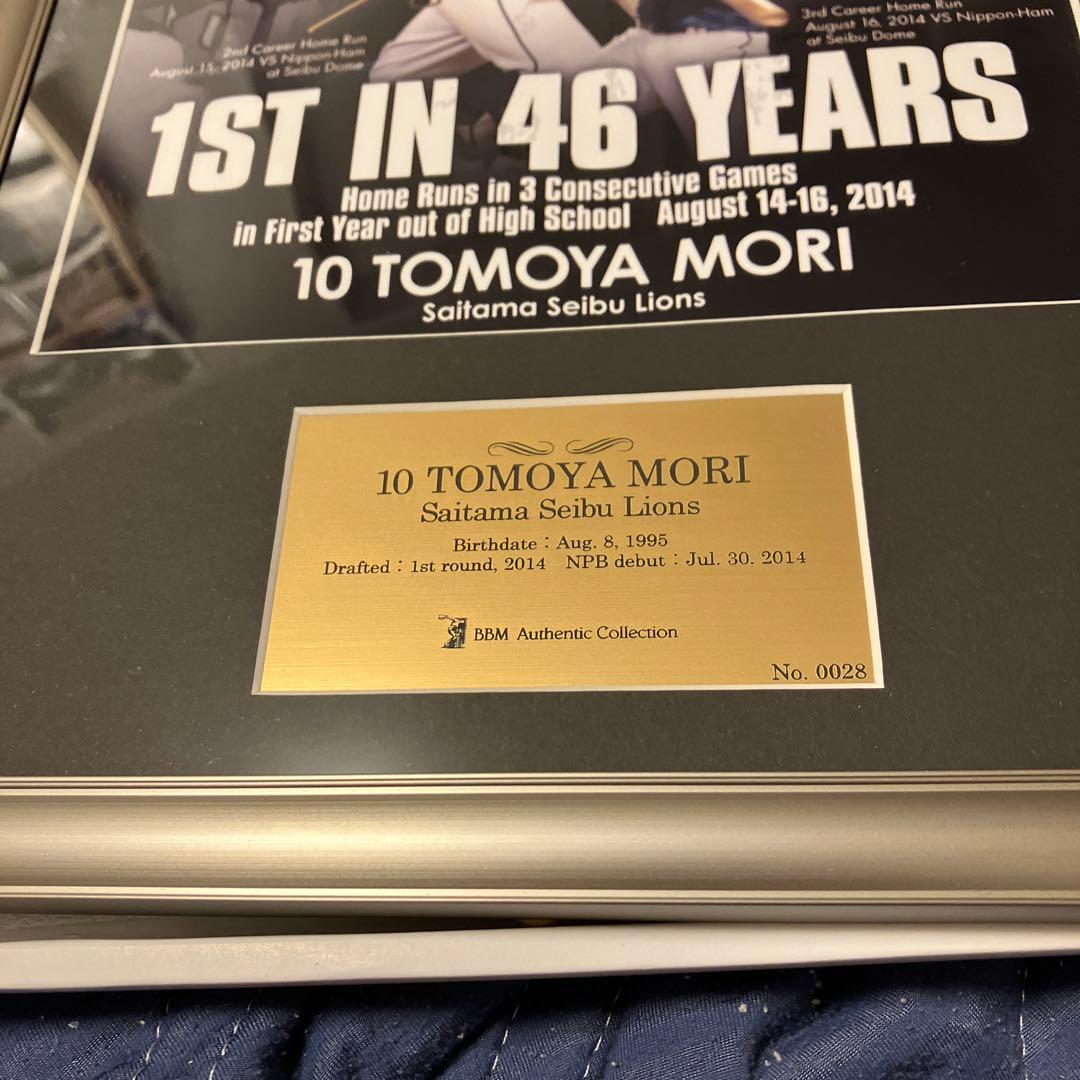 2nd Career Home Run
August 15, 2014 VS Nippon-Ham
at Seibu Dome
3rd Career Home Run
August 16, 2014 VS Nippon-Ham
at Seibu Dome
1ST IN 46 YEARS
Home Runs in 3 Consecutive Games
in First Year out of High School August 14-16, 2014
10 TOMOYA MORI
Saitama Seibu Lions
10 TOMOYA MORI
Saitama Seibu Lions
Birthdate : Aug. 8, 1995
Drafted : 1st round, 2014 NPB debut : Jul. 30. 2014
BBM Authentic Collection
No. 0028